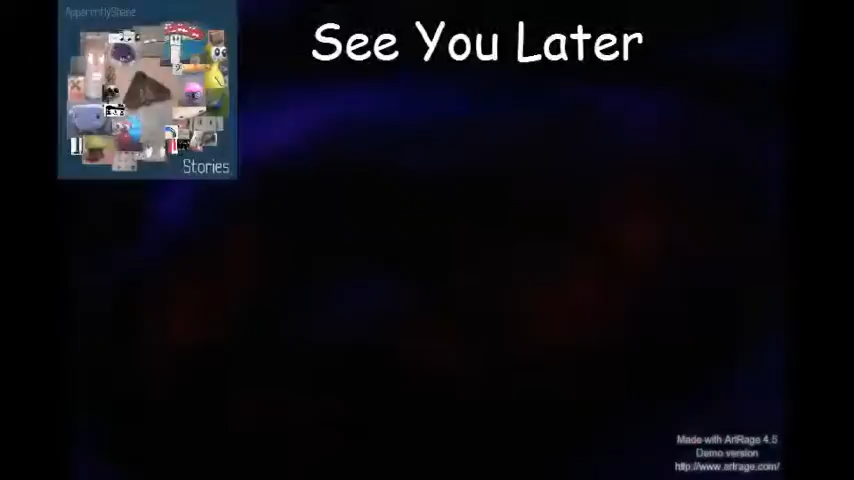 ApparentlyShane
See You Later
Stories
Made with ArtRage 4.5
Demo version
http://www.artrage.com/